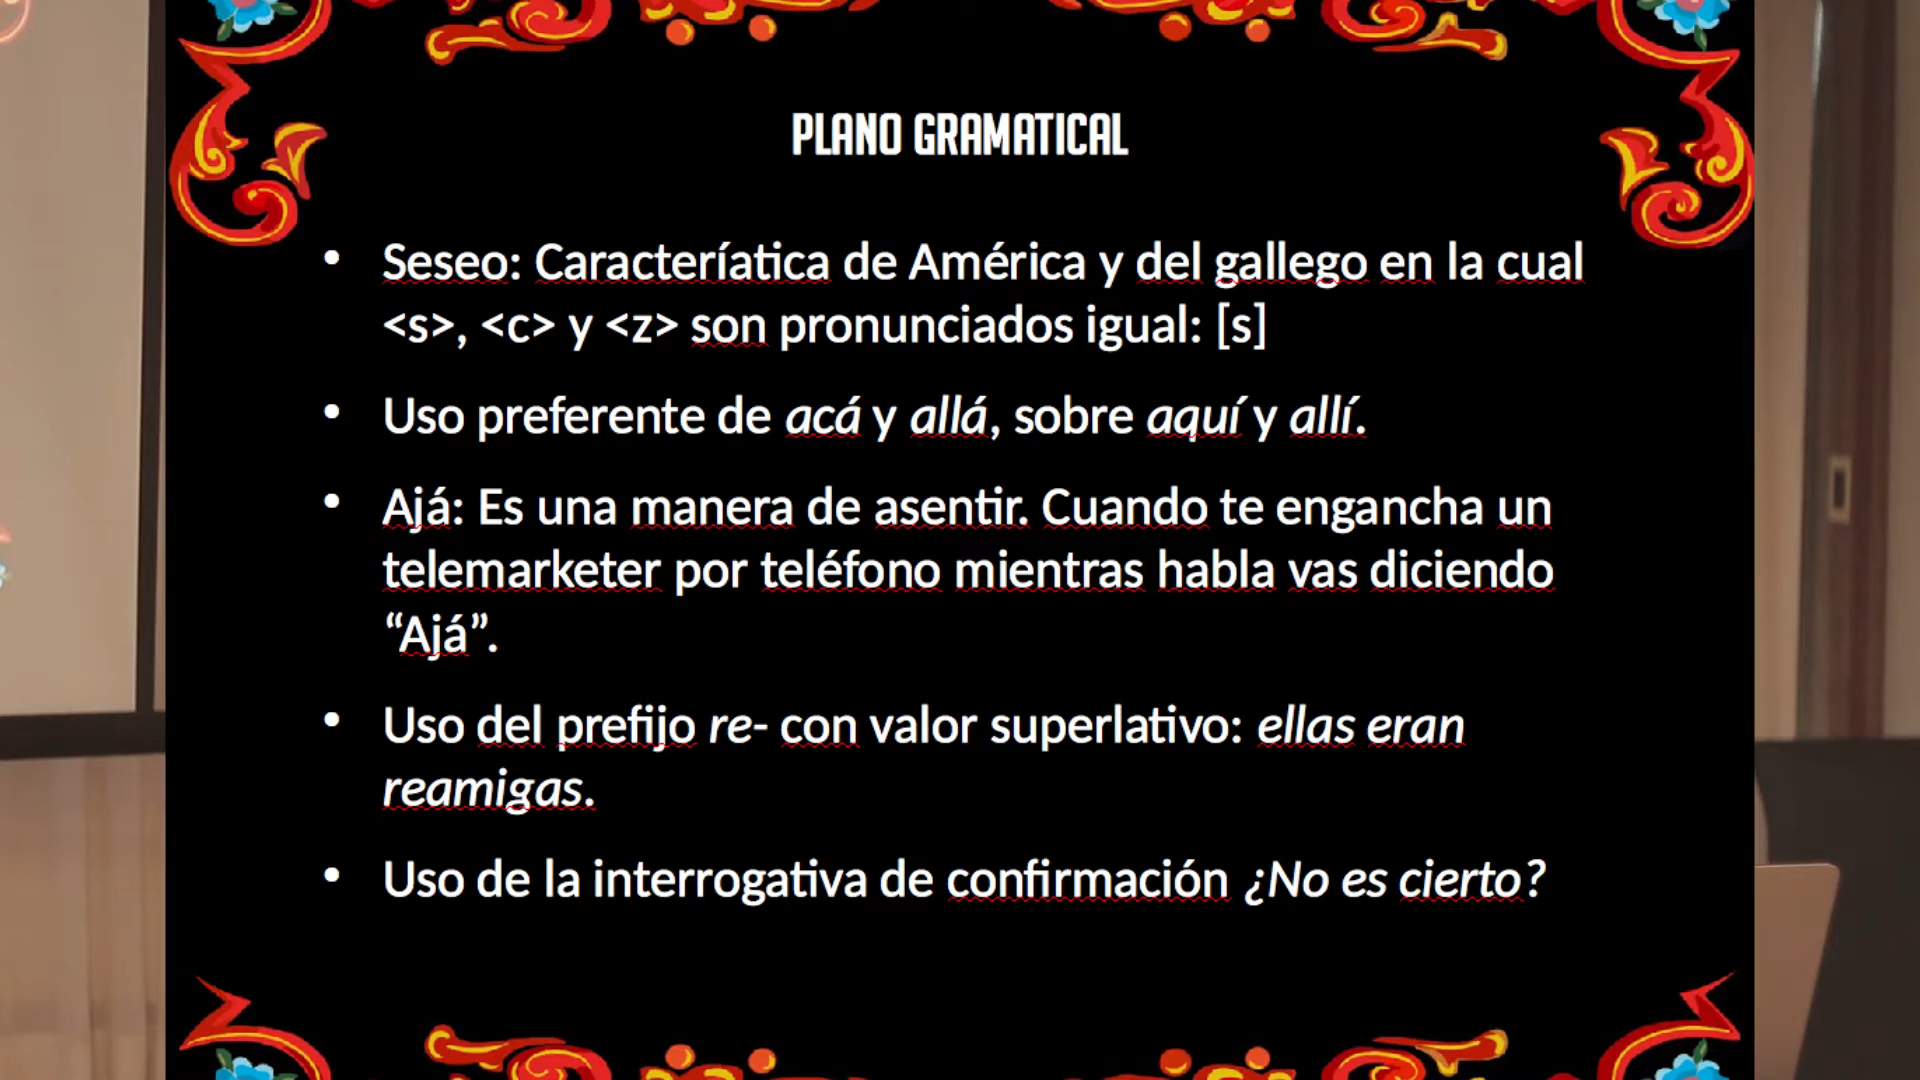 PLANO GRAMATICAL
• Seseo: Caracteríatica de América y del gallego en la cual
<s>, <c> y <z> son pronunciados igual: [s]
• Uso preferente de acá y allá, sobre aquí y allí.
• Ajá: Es una manera de asentir. Cuando te engancha un
telemarketer por teléfono mientras habla vas diciendo
“Ajá”.
• Uso del prefijo re- con valor superlativo: ellas eran
reamigas.
• Uso de la interrogativa de confirmación ¿No es cierto?